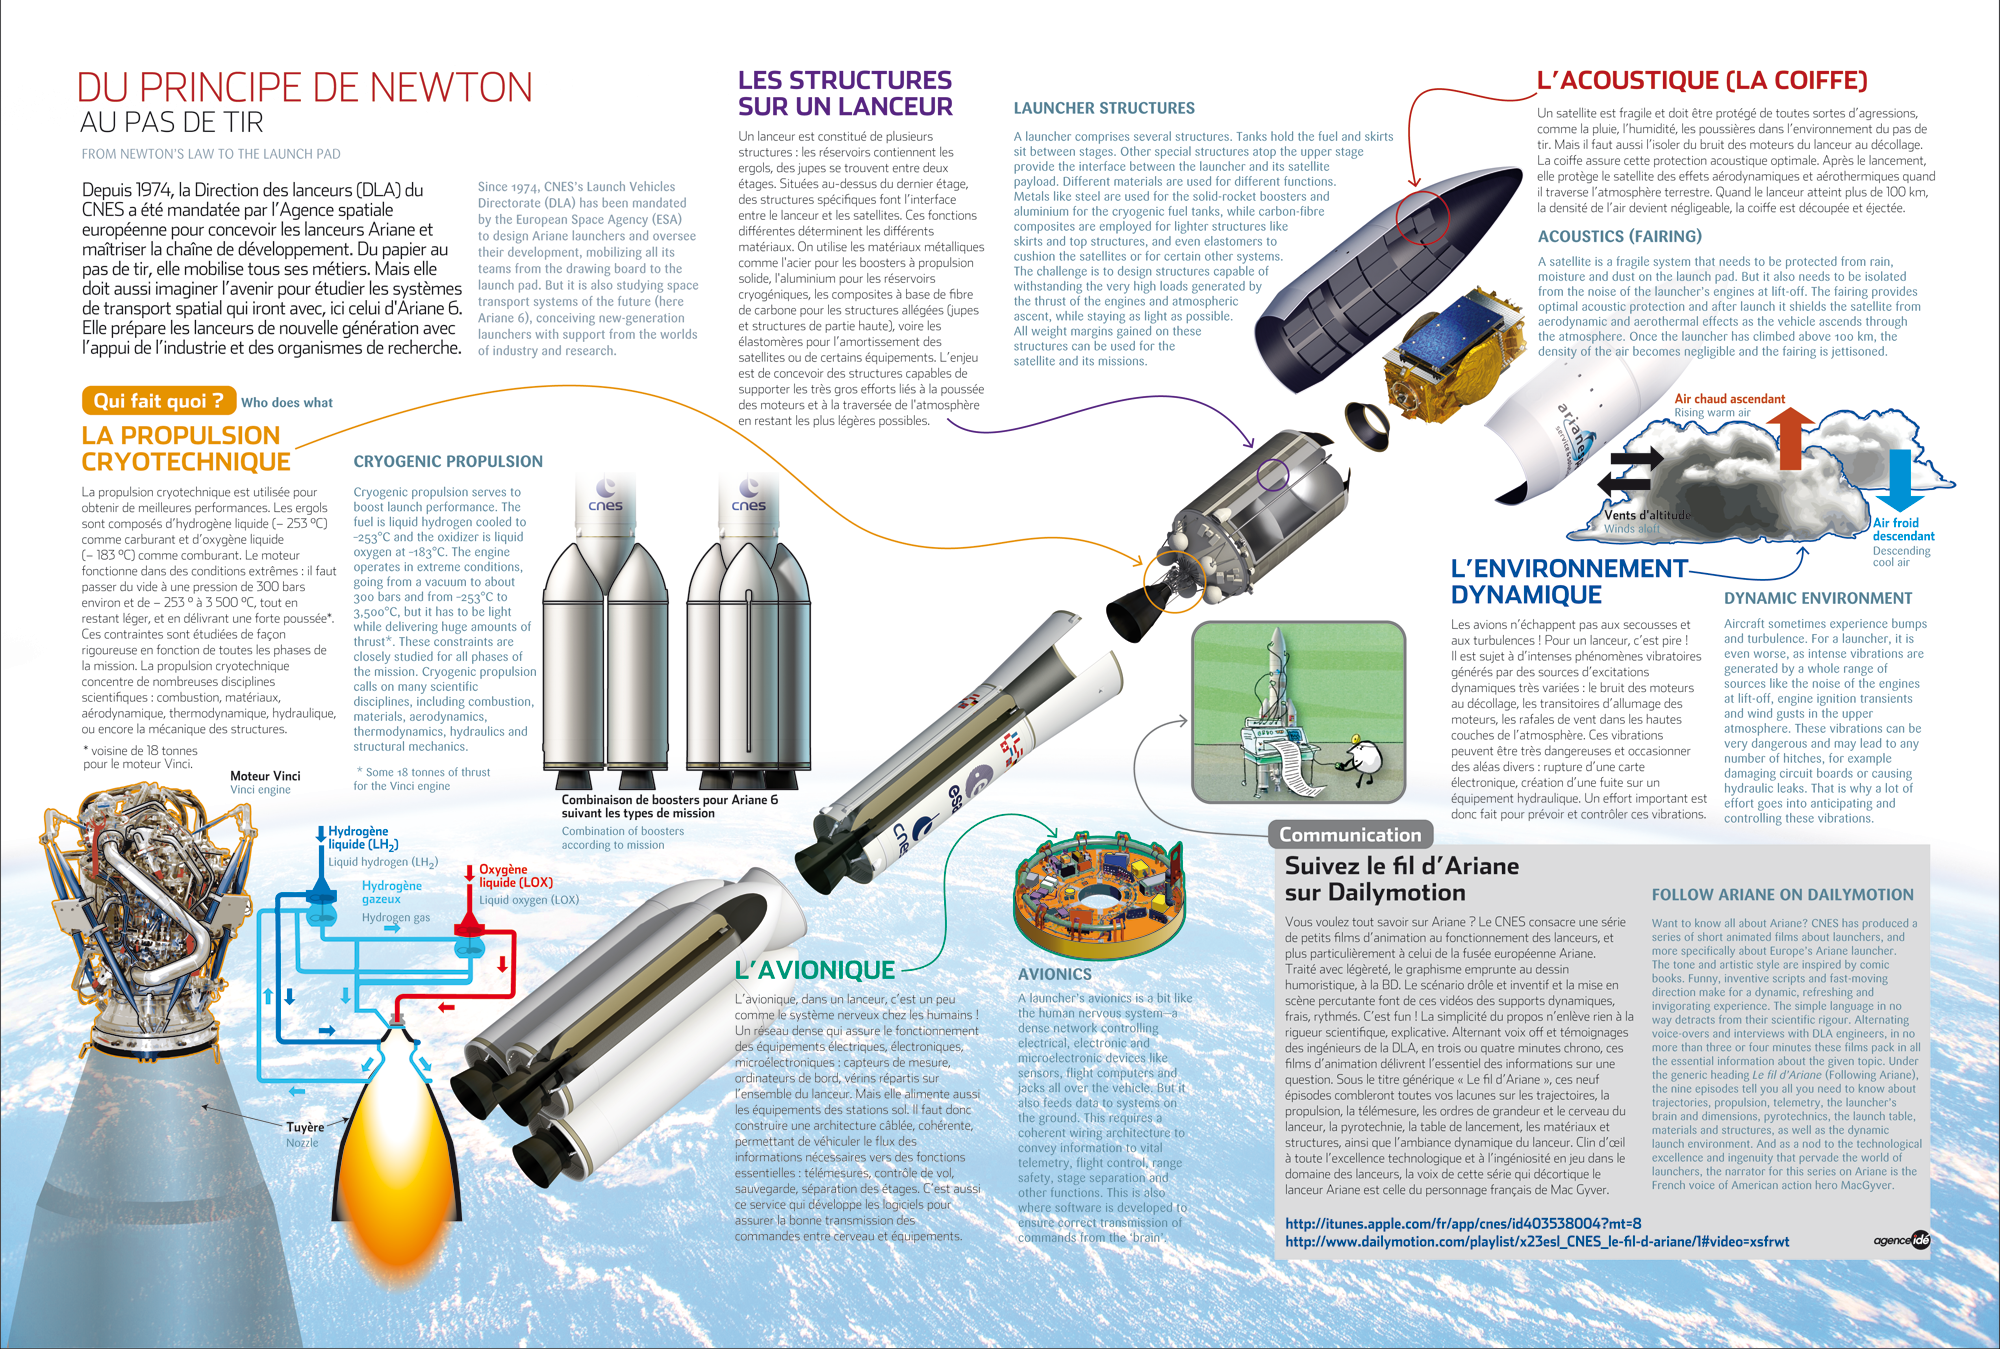 DU PRINCIPE DE NEWTON
AU PAS DE TIR
FROM NEWTON'S LAW TO THE LAUNCH PAD
Depuis 1974, la Direction des lanceurs (DLA) du
CNES a été mandatée par l'Agence spatiale
européenne pour concevoir les lanceurs Ariane et
maîtriser la chaîne de développement. Du papier au
pas de tir, elle mobilise tous ses métiers. Mais elle
doit aussi imaginer l'avenir pour étudier les systèmes
de transport spatial qui iront avec, ici celui d'Ariane 6.
Elle prépare les lanceurs de nouvelle génération avec
l'appui de l'industrie et des organismes de recherche.
Since 1974, CNES's Launch Vehicles
Directorate (DLA) has been mandated
by the European Space Agency (ESA)
to design Ariane launchers and oversee
their development, mobilizing all its
teams from the drawing board to the
launch pad. But it is also studying space
transport systems of the future (here
Ariane 6), conceiving new-generation
launchers with support from the worlds
of industry and research.
Qui fait quoi ? Who does what
LA PROPULSION
CRYOTECHNIQUE
La propulsion cryotechnique est utilisée pour
obtenir de meilleures performances. Les ergols
sont composés d'hydrogène liquide (– 253 ºC)
comme carburant et d'oxygène liquide
(– 183 ºC) comme comburant. Le moteur
fonctionne dans des conditions extrêmes : il faut
passer du vide à une pression de 300 bars
environ et de – 253 º à 3 500 ºC, tout en
restant léger, et en délivrant une forte poussée*.
Ces contraintes sont étudiées de façon
rigoureuse en fonction de toutes les phases de
la mission. La propulsion cryotechnique
concentre de nombreuses disciplines
scientifiques : combustion, matériaux,
aérodynamique, thermodynamique, hydraulique,
ou encore la mécanique des structures.
* voisine de 18 tonnes
pour le moteur Vinci.
CRYOGENIC PROPULSION
Cryogenic propulsion serves to
boost launch performance. The
fuel is liquid hydrogen cooled to
-253°C and the oxidizer is liquid
oxygen at -183°C. The engine
operates in extreme conditions,
going from a vacuum to about
300 bars and from -253°C to
3,500°C, but it has to be light
while delivering huge amounts of
thrust*. These constraints are
closely studied for all phases of
the mission. Cryogenic propulsion
calls on many scientific
disciplines, including combustion,
materials, aerodynamics,
thermodynamics, hydraulics and
structural mechanics.
* Some 18 tonnes of thrust
for the Vinci engine
cnes
cnes
Combinaison de boosters pour Ariane 6
suivant les types de mission
Combination of boosters
according to mission
Moteur Vinci
Vinci engine
Hydrogène
liquide (LH2)
Liquid hydrogen (LH2)
Hydrogène
gazeux
Hydrogen gas
Oxygène
liquide (LOX)
Liquid oxygen (LOX)
Tuyère
Nozzle
LES STRUCTURES
SUR UN LANCEUR
Un lanceur est constitué de plusieurs
structures : les réservoirs contiennent les
ergols, des jupes se trouvent entre deux
étages. Situées au-dessus du dernier étage,
des structures spécifiques font l'interface
entre le lanceur et les satellites. Ces fonctions
différentes déterminent les différents
matériaux. On utilise les matériaux métalliques
comme l'acier pour les boosters à propulsion
solide, l'aluminium pour les réservoirs
cryogéniques, les composites à base de fibre
de carbone pour les structures allégées (jupes
et structures de partie haute), voire les
élastomères pour l'amortissement des
satellites ou de certains équipements. L'enjeu
est de concevoir des structures capables de
supporter les très gros efforts liés à la poussée
des moteurs et à la traversée de l'atmosphère
en restant les plus légères possibles.
LAUNCHER STRUCTURES
A launcher comprises several structures. Tanks hold the fuel and skirts
sit between stages. Other special structures atop the upper stage
provide the interface between the launcher and its satellite
payload. Different materials are used for different functions.
Metals like steel are used for the solid-rocket boosters and
aluminium for the cryogenic fuel tanks, while carbon-fibre
composites are employed for lighter structures like
skirts and top structures, and even elastomers to
cushion the satellites or for certain other systems.
The challenge is to design structures capable of
withstanding the very high loads generated by
the thrust of the engines and atmospheric
ascent, while staying as light as possible.
All weight margins gained on these
structures can be used for the
satellite and its missions.
L'ACOUSTIQUE (LA COIFFE)
Un satellite est fragile et doit être protégé de toutes sortes d'agressions,
comme la pluie, l'humidité, les poussières dans l'environnement du pas de
tir. Mais il faut aussi l'isoler du bruit des moteurs du lanceur au décollage.
La coiffe assure cette protection acoustique optimale. Après le lancement,
elle protège le satellite des effets aérodynamiques et aérothermiques quand
il traverse l'atmosphère terrestre. Quand le lanceur atteint plus de 100 km,
la densité de l'air devient négligeable, la coiffe est découpée et éjectée.
ACOUSTICS (FAIRING)
A satellite is a fragile system that needs to be protected from rain,
moisture and dust on the launch pad. But it also needs to be isolated
from the noise of the launcher's engines at lift-off. The fairing provides
optimal acoustic protection and after launch it shields the satellite from
aerodynamic and aerothermal effects as the vehicle ascends through
the atmosphere. Once the launcher has climbed above 100 km, the
density of the air becomes negligible and the fairing is jettisoned.
Air chaud ascendant
Rising warm air
Vents d'altitude
Winds aloft
Air froid
descendant
Descending
cool air
L'ENVIRONNEMENT
DYNAMIQUE
Les avions n'échappent pas aux secousses et
aux turbulences ! Pour un lanceur, c'est pire !
Il est sujet à d'intenses phénomènes vibratoires
générés par des sources d'excitations
dynamiques très variées : le bruit des moteurs
au décollage, les transitoires d'allumage des
moteurs, les rafales de vent dans les hautes
couches de l'atmosphère. Ces vibrations
peuvent être très dangereuses et occasionner
des aléas divers : rupture d'une carte
électronique, création d'une fuite sur un
équipement hydraulique. Un effort important est
donc fait pour prévoir et contrôler ces vibrations.
DYNAMIC ENVIRONMENT
Aircraft sometimes experience bumps
and turbulence. For a launcher, it is
even worse, as intense vibrations are
generated by a whole range of
sources like the noise of the engines
at lift-off, engine ignition transients
and wind gusts in the upper
atmosphere. These vibrations can be
very dangerous and may lead to any
number of hitches, for example
damaging circuit boards or causing
hydraulic leaks. That is why a lot of
effort goes into anticipating and
controlling these vibrations.
esa
cnes
L'AVIONIQUE
L'avionique, dans un lanceur, c'est un peu
comme le système nerveux chez les humains !
Un réseau dense qui assure le fonctionnement
des équipements électriques, électroniques,
microélectroniques : capteurs de mesure,
ordinateurs de bord, vérins répartis sur
l'ensemble du lanceur. Mais elle alimente aussi
les équipements des stations sol. Il faut donc
construire une architecture câblée, cohérente,
permettant de véhiculer le flux des
informations nécessaires vers des fonctions
essentielles : télémesures, contrôle de vol,
sauvegarde, séparation des étages. C'est aussi
ce service qui développe les logiciels pour
assurer la bonne transmission des
commandes entre cerveau et équipements.
AVIONICS
A launcher's avionics is a bit like
the human nervous system—a
dense network controlling
electrical, electronic and
microelectronic devices like
sensors, flight computers and
jacks all over the vehicle. But it
also feeds data to systems on
the ground. This requires a
coherent wiring architecture to
convey information to vital
telemetry, flight control, range
safety, stage separation and
other functions. This is also
where software is developed to
ensure correct transmission of
commands from the 'brain'.
Communication
Suivez le fil d'Ariane
sur Dailymotion
Vous voulez tout savoir sur Ariane ? Le CNES consacre une série
de petits films d'animation au fonctionnement des lanceurs, et
plus particulièrement à celui de la fusée européenne Ariane.
Traité avec légèreté, le graphisme emprunte au dessin
humoristique, à la BD. Le scénario drôle et inventif et la mise en
scène percutante font de ces vidéos des supports dynamiques,
frais, rythmés. C'est fun ! La simplicité du propos n'enlève rien à la
rigueur scientifique, explicative. Alternant voix off et témoignages
des ingénieurs de la DLA, en trois ou quatre minutes chrono, ces
films d'animation délivrent l'essentiel des informations sur une
question. Sous le titre générique « Le fil d'Ariane », ces neuf
épisodes combleront toutes vos lacunes sur les trajectoires, la
propulsion, la télémesure, les ordres de grandeur et le cerveau du
lanceur, la pyrotechnie, la table de lancement, les matériaux et
structures, ainsi que l'ambiance dynamique du lanceur. Clin d'œil
à toute l'excellence technologique et à l'ingéniosité en jeu dans le
domaine des lanceurs, la voix de cette série qui décortique le
lanceur Ariane est celle du personnage français de Mac Gyver.
FOLLOW ARIANE ON DAILYMOTION
Want to know all about Ariane? CNES has produced a
series of short animated films about launchers, and
more specifically about Europe's Ariane launcher.
The tone and artistic style are inspired by comic
books. Funny, inventive scripts and fast-moving
direction make for a dynamic, refreshing and
invigorating experience. The simple language in no
way detracts from their scientific rigour. Alternating
voice-overs and interviews with DLA engineers, in no
more than three or four minutes these films pack in all
the essential information about the given topic. Under
the generic heading Le fil d'Ariane (Following Ariane),
the nine episodes tell you all you need to know about
trajectories, propulsion, telemetry, the launcher's
brain and dimensions, pyrotechnics, the launch table,
materials and structures, as well as the dynamic
launch environment. And as a nod to the technological
excellence and ingenuity that pervade the world of
launchers, the narrator for this series on Ariane is the
French voice of American action hero MacGyver.
http://itunes.apple.com/fr/app/cnes/id403538004?mt=8
http://www.dailymotion.com/playlist/x23esl_CNES_le-fil-d-ariane/1#video=xsfrwt
agence idé